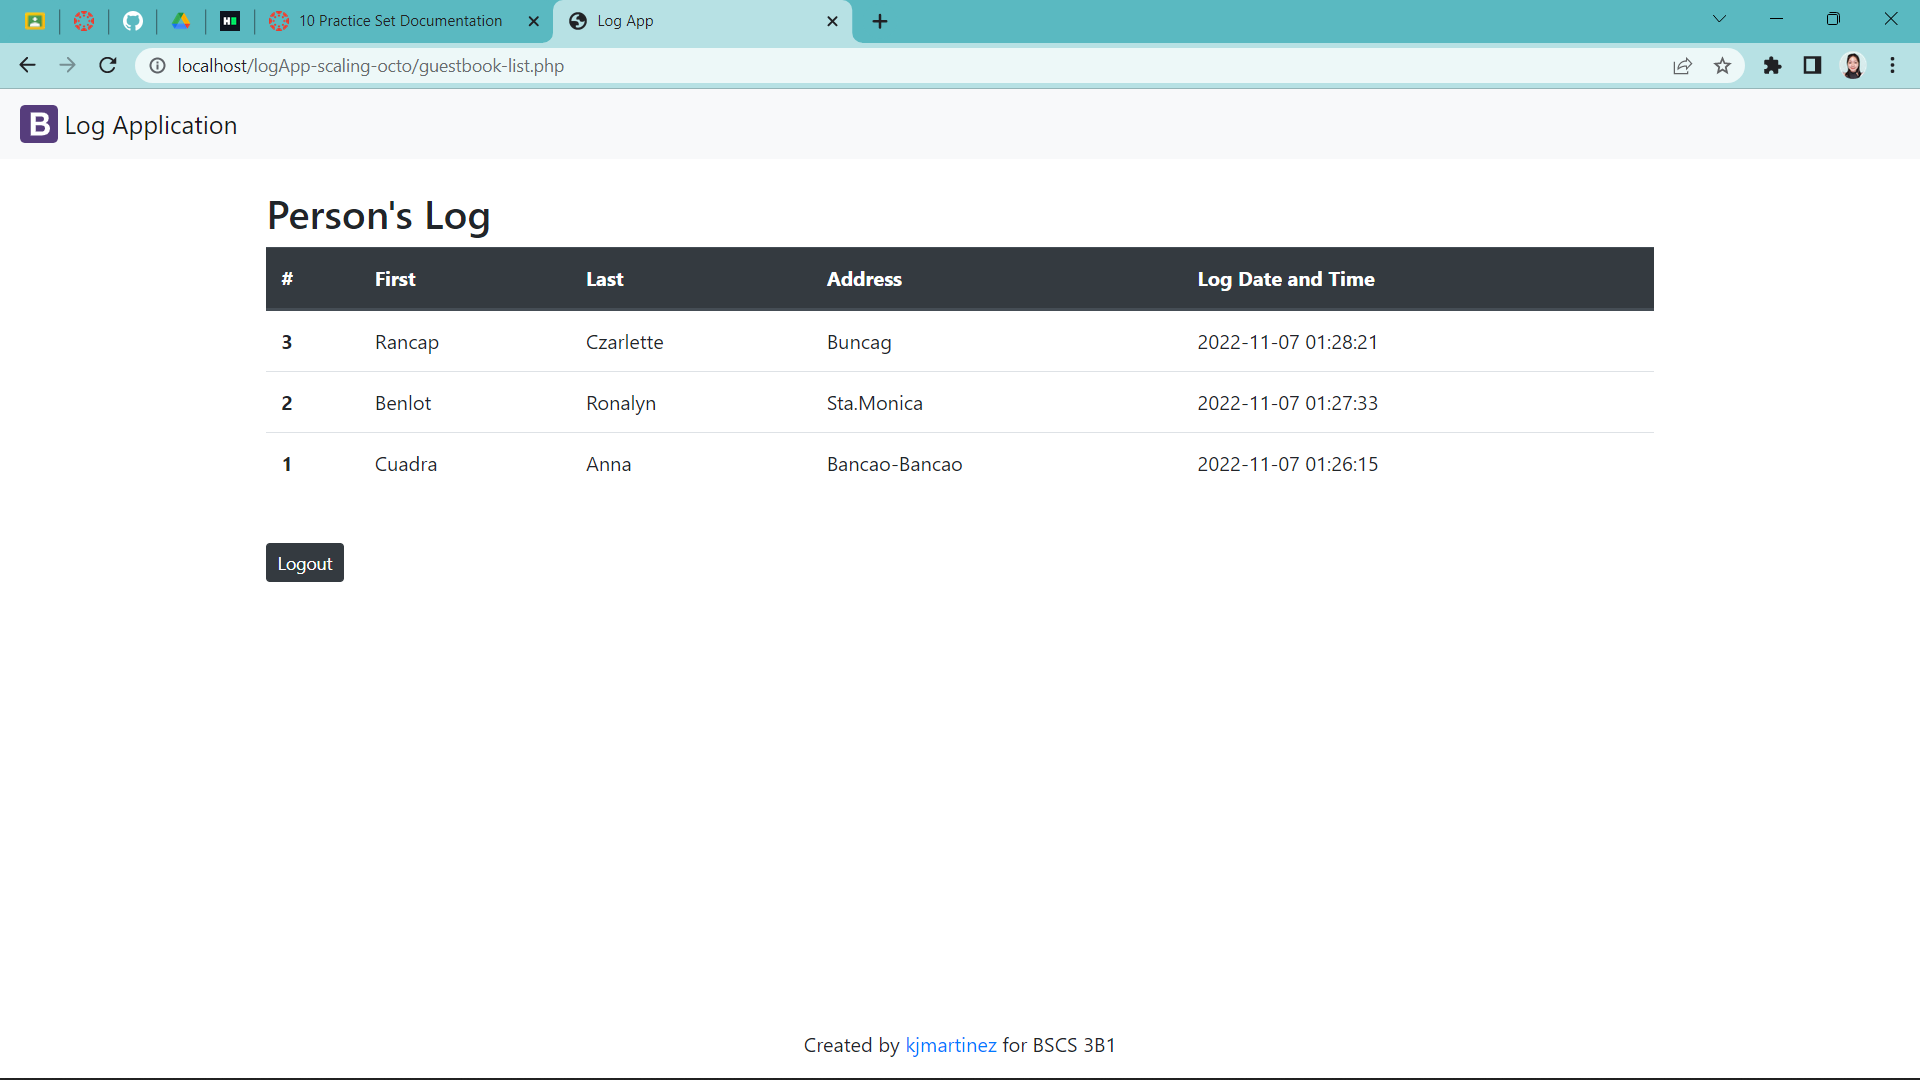 10 Practice Set Documentation
Log App
localhost/logApp-scaling-octo/guestbook-list.php
B Log Application
Person's Log
# First Last Address Log Date and Time
3 Rancap Czarlette Buncag 2022-11-07 01:28:21
2 Benlot Ronalyn Sta.Monica 2022-11-07 01:27:33
1 Cuadra Anna Bancao-Bancao 2022-11-07 01:26:15
Logout
Created by kjmartinez for BSCS 3B1